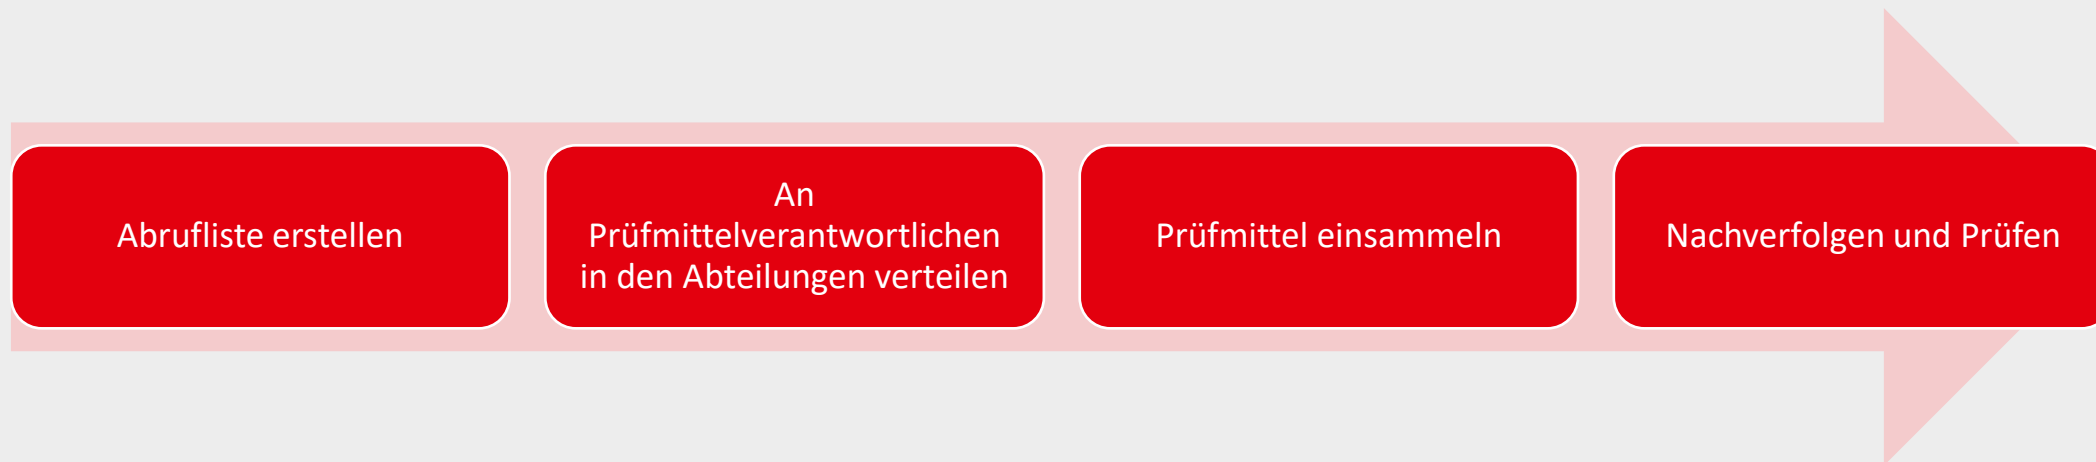 Abrufliste erstellen
An
Prüfmittelverantwortlichen
in den Abteilungen verteilen
Prüfmittel einsammeln
Nachverfolgen und Prüfen